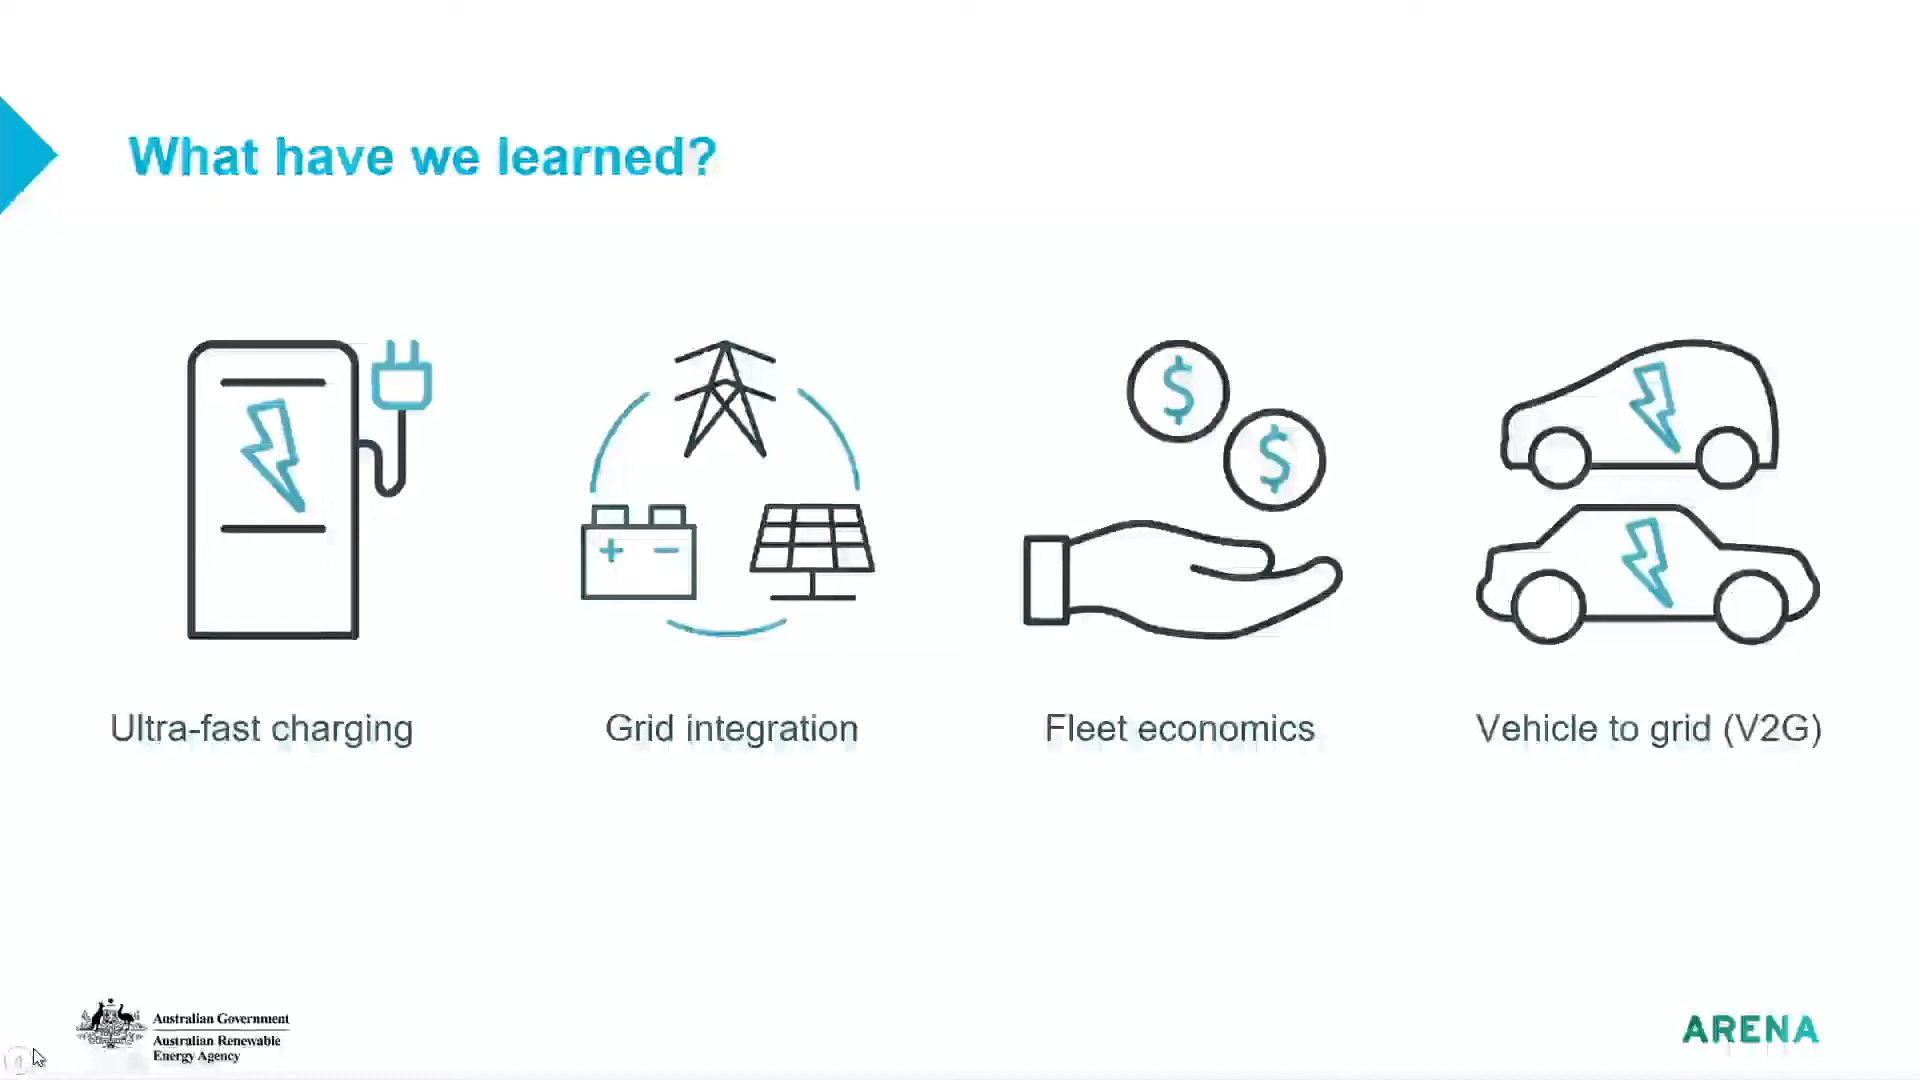 What have we learned?
$
$
+ −
Ultra-fast charging
Grid integration
Fleet economics
Vehicle to grid (V2G)
Australian Government
Australian Renewable
Energy Agency
ARENA